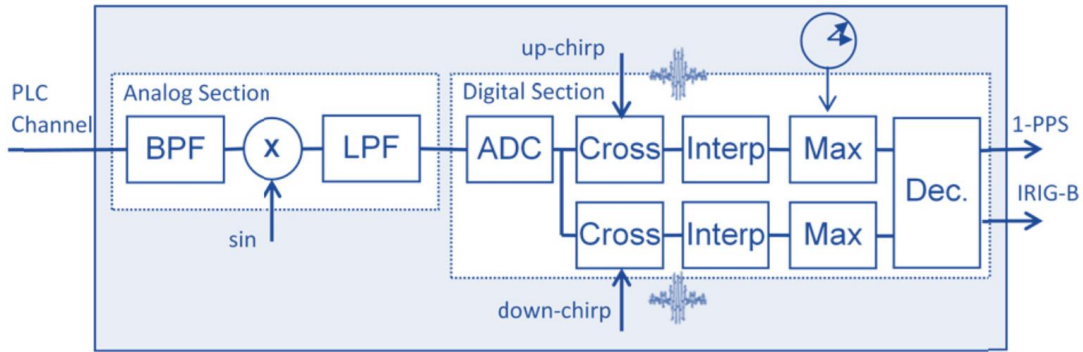 up-chirp
PLC
Channel
Analog Section
Digital Section
BPF
x
LPF
ADC
Cross
Interp
Max
Dec.
1-PPS
IRIG-B
sin
Cross
Interp
Max
down-chirp